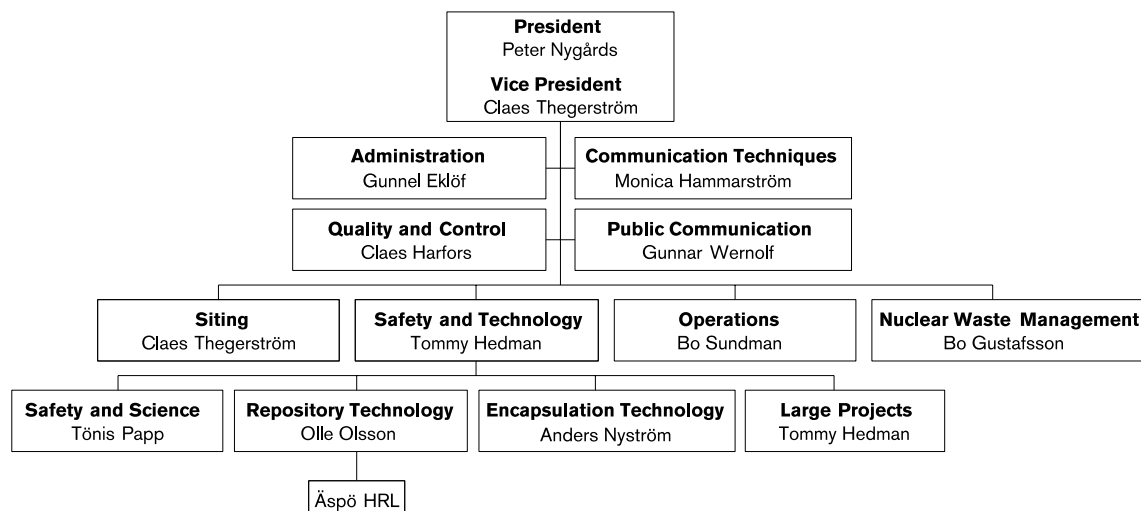 President
Peter Nygårds
Vice President
Claes Thegerström
Administration
Gunnel Eklöf
Communication Techniques
Monica Hammarström
Quality and Control
Claes Harfors
Public Communication
Gunnar Wernolf
Siting
Claes Thegerström
Safety and Technology
Tommy Hedman
Operations
Bo Sundman
Nuclear Waste Management
Bo Gustafsson
Safety and Science
Tönis Papp
Repository Technology
Olle Olsson
Encapsulation Technology
Anders Nyström
Large Projects
Tommy Hedman
Äspö HRL